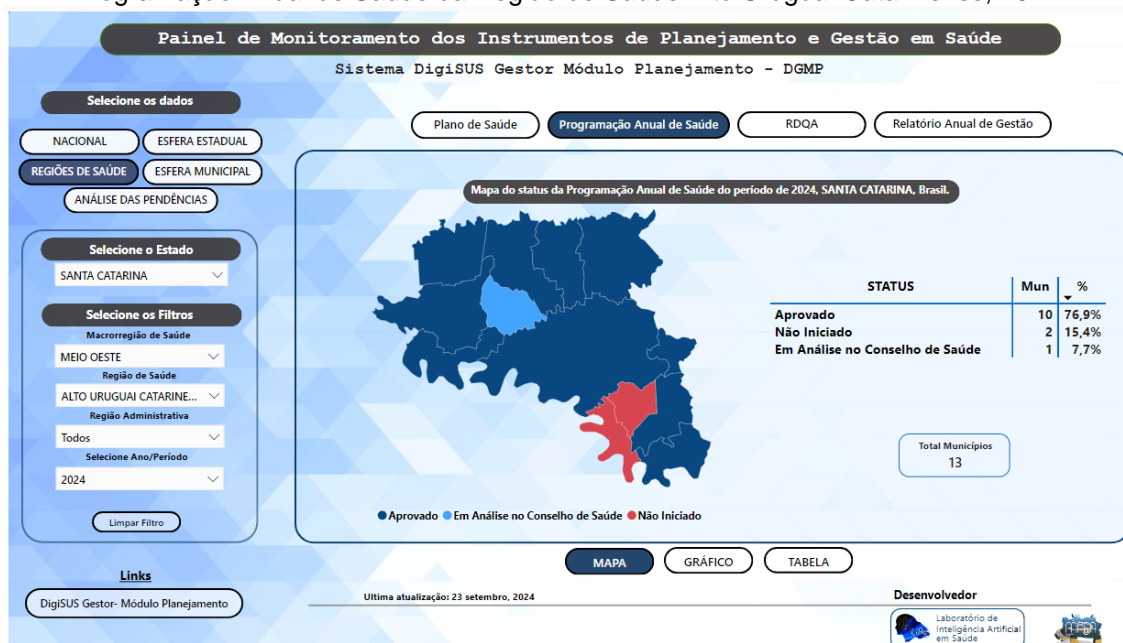 Painel de Monitoramento dos Instrumentos de Planejamento e Gestão em Saúde
Sistema DigiSUS Gestor Módulo Planejamento - DGMP
Selecione os dados
NACIONAL
ESFERA ESTADUAL
REGIÕES DE SAÚDE
ESFERA MUNICIPAL
ANÁLISE DAS PENDÊNCIAS
Selecione o Estado
SANTA CATARINA
Selecione os Filtros
Macrorregião de Saúde
MEIO OESTE
Região de Saúde
ALTO URUGUAI CATARINE...
Região Administrativa
Todos
Selecione Ano/Período
2024
Limpar Filtro
Links
DigiSUS Gestor- Módulo Planejamento
Plano de Saúde
Programação Anual de Saúde
RDQA
Relatório Anual de Gestão
Mapa do status da Programação Anual de Saúde do período de 2024, SANTA CATARINA, Brasil.
STATUS Mun %
Aprovado 10 76,9%
Não Iniciado 2 15,4%
Em Análise no Conselho de Saúde 1 7,7%
Total Municípios
13
Aprovado Em Análise no Conselho de Saúde Não Iniciado
MAPA
GRÁFICO
TABELA
Ultima atualização: 23 setembro, 2024
Desenvolvedor
Laboratório de
Inteligência Artificial
em Saúde